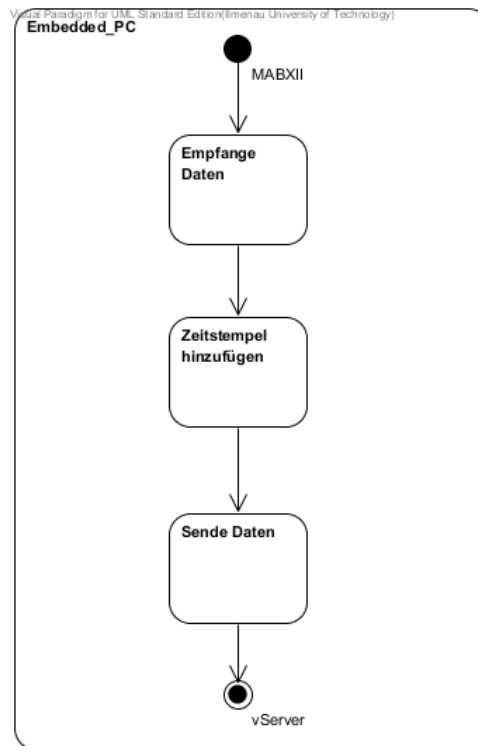 Visual Paradigm for UML Standard Edition(Ilmenau University of Technology)
Embedded_PC
MABXII
Empfange
Daten
Zeitstempel
hinzufügen
Sende Daten
vServer